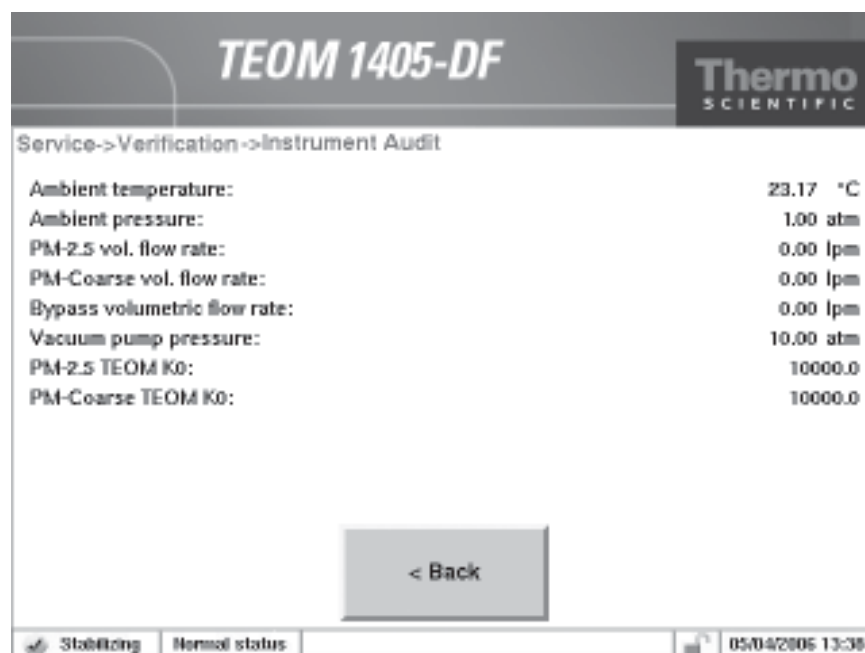 TEOM 1405-DF
Thermo
SCIENTIFIC
Service->Verification->Instrument Audit
Ambient temperature: 23.17 °C
Ambient pressure: 1.00 atm
PM-2.5 vol. flow rate: 0.00 lpm
PM-Coarse vol. flow rate: 0.00 lpm
Bypass volumetric flow rate: 0.00 lpm
Vacuum pump pressure: 10.00 atm
PM-2.5 TEOM K0: 10000.0
PM-Coarse TEOM K0: 10000.0
< Back
Stabilizing Normal status 05/04/2006 13:38